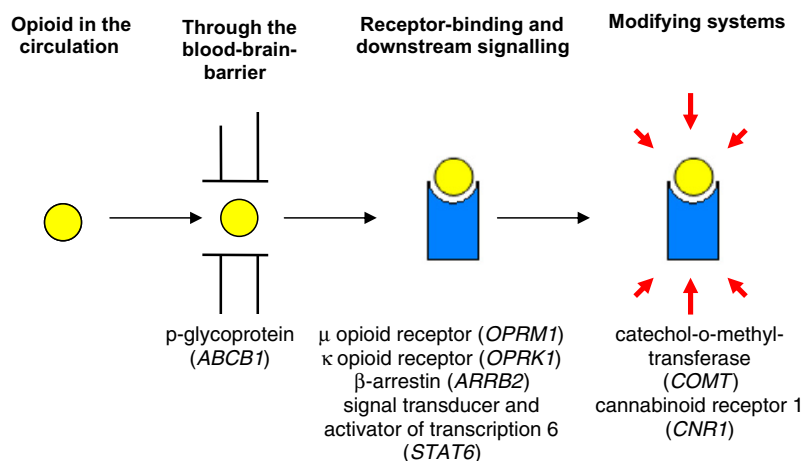 Opioid in the
circulation
Through the
blood-brain-
barrier
Receptor-binding and
downstream signalling
Modifying systems
p-glycoprotein
(ABCB1)
μ opioid receptor (OPRM1)
κ opioid receptor (OPRK1)
β-arrestin (ARRB2)
signal transducer and
activator of transcription 6
(STAT6)
catechol-o-methyl-
transferase
(COMT)
cannabinoid receptor 1
(CNR1)